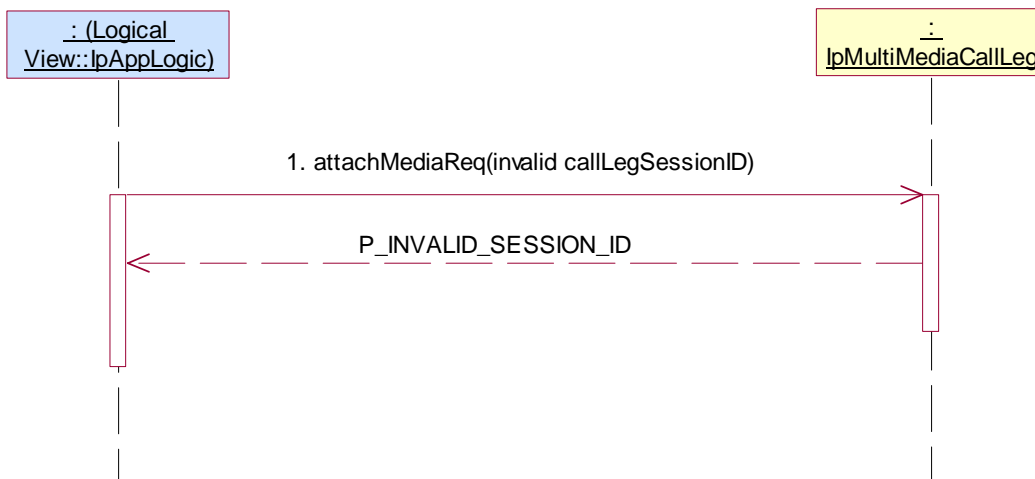 : (Logical
View::IpAppLogic)
:
IpMultiMediaCallLeg
1. attachMediaReq(invalid callLegSessionID)
P_INVALID_SESSION_ID